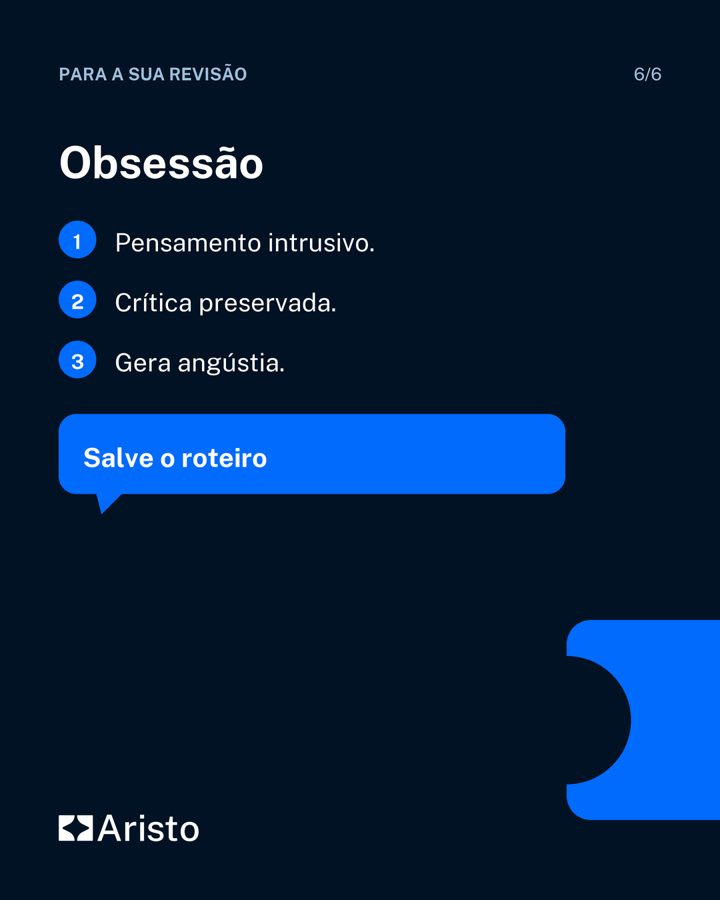 PARA A SUA REVISÃO
6/6
Obsessão
1 Pensamento intrusivo.
2 Crítica preservada.
3 Gera angústia.
Salve o roteiro
Aristo